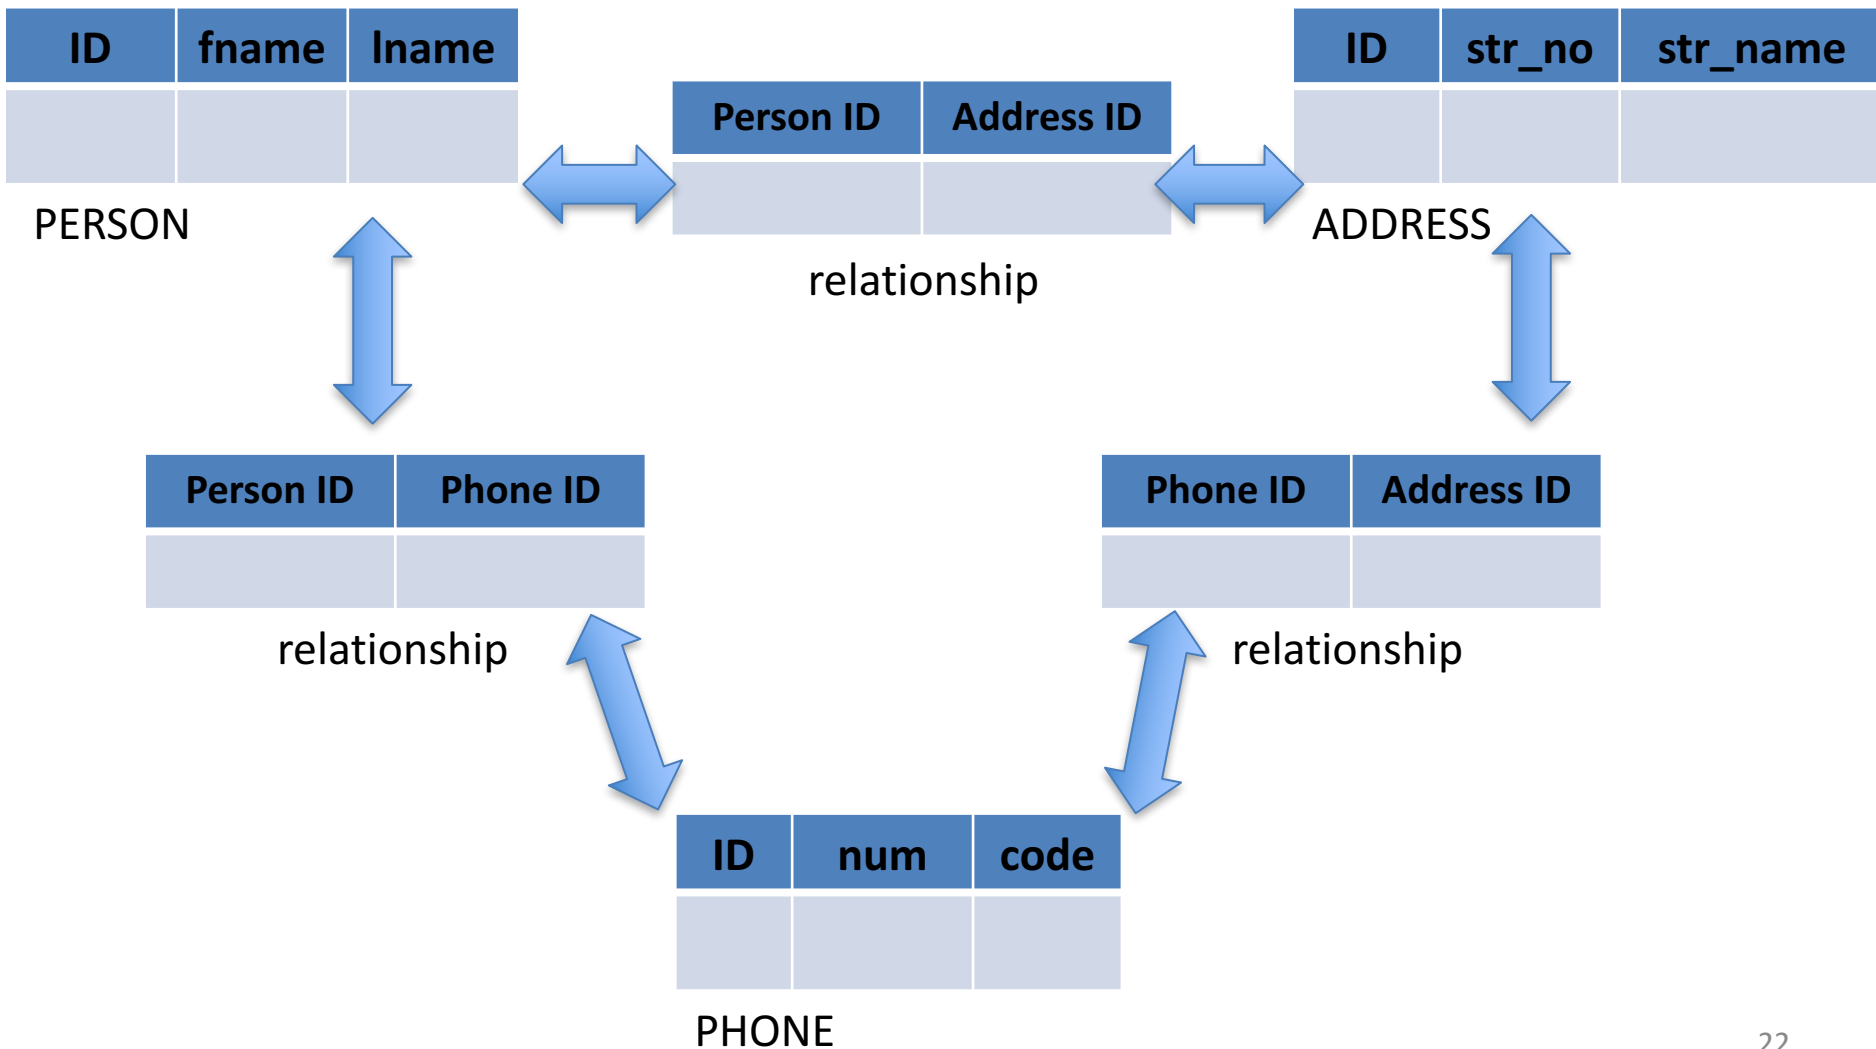 ID fname lname
PERSON
Person ID Address ID
relationship
ID str_no str_name
ADDRESS
Person ID Phone ID
relationship
Phone ID Address ID
relationship
ID num code
PHONE
22